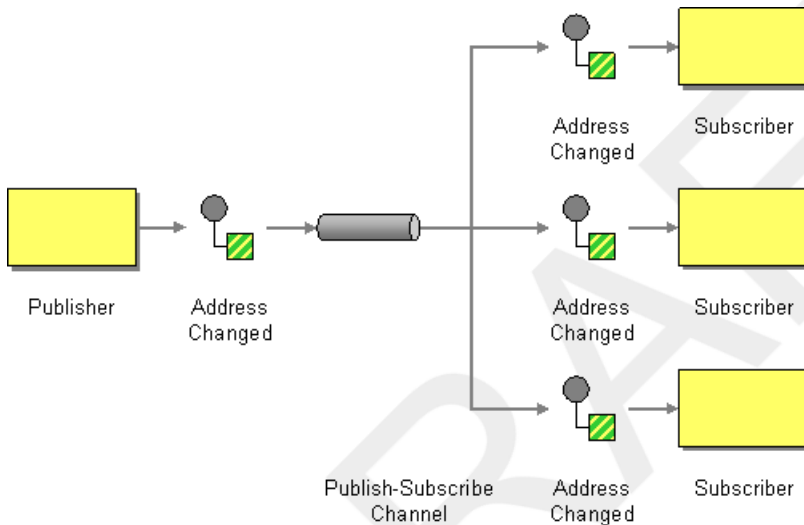 Address
Changed
Subscriber
Publisher
Address
Changed
Address
Changed
Subscriber
Publish-Subscribe
Channel
Address
Changed
Subscriber